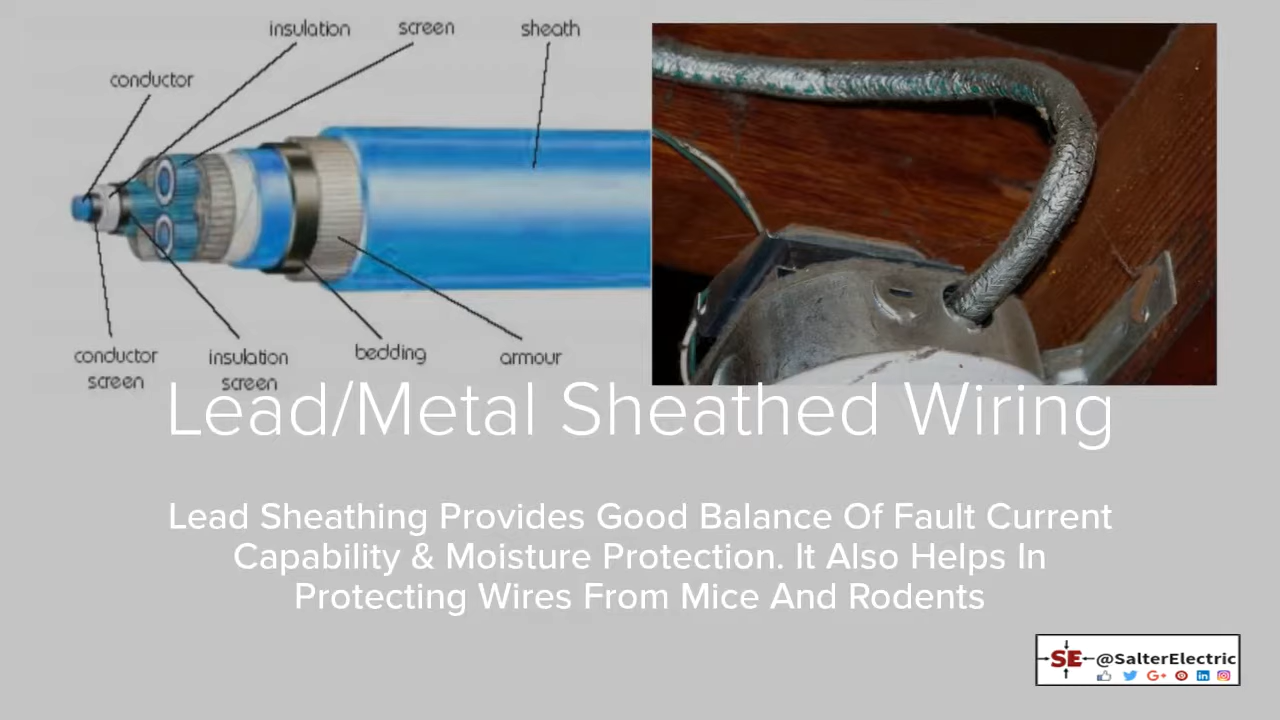 insulation
screen
sheath
conductor
conductor
screen
insulation
screen
bedding
armour
Lead/Metal Sheathed Wiring
Lead Sheathing Provides Good Balance Of Fault Current
Capability & Moisture Protection. It Also Helps In
Protecting Wires From Mice And Rodents
SE @SalterElectric